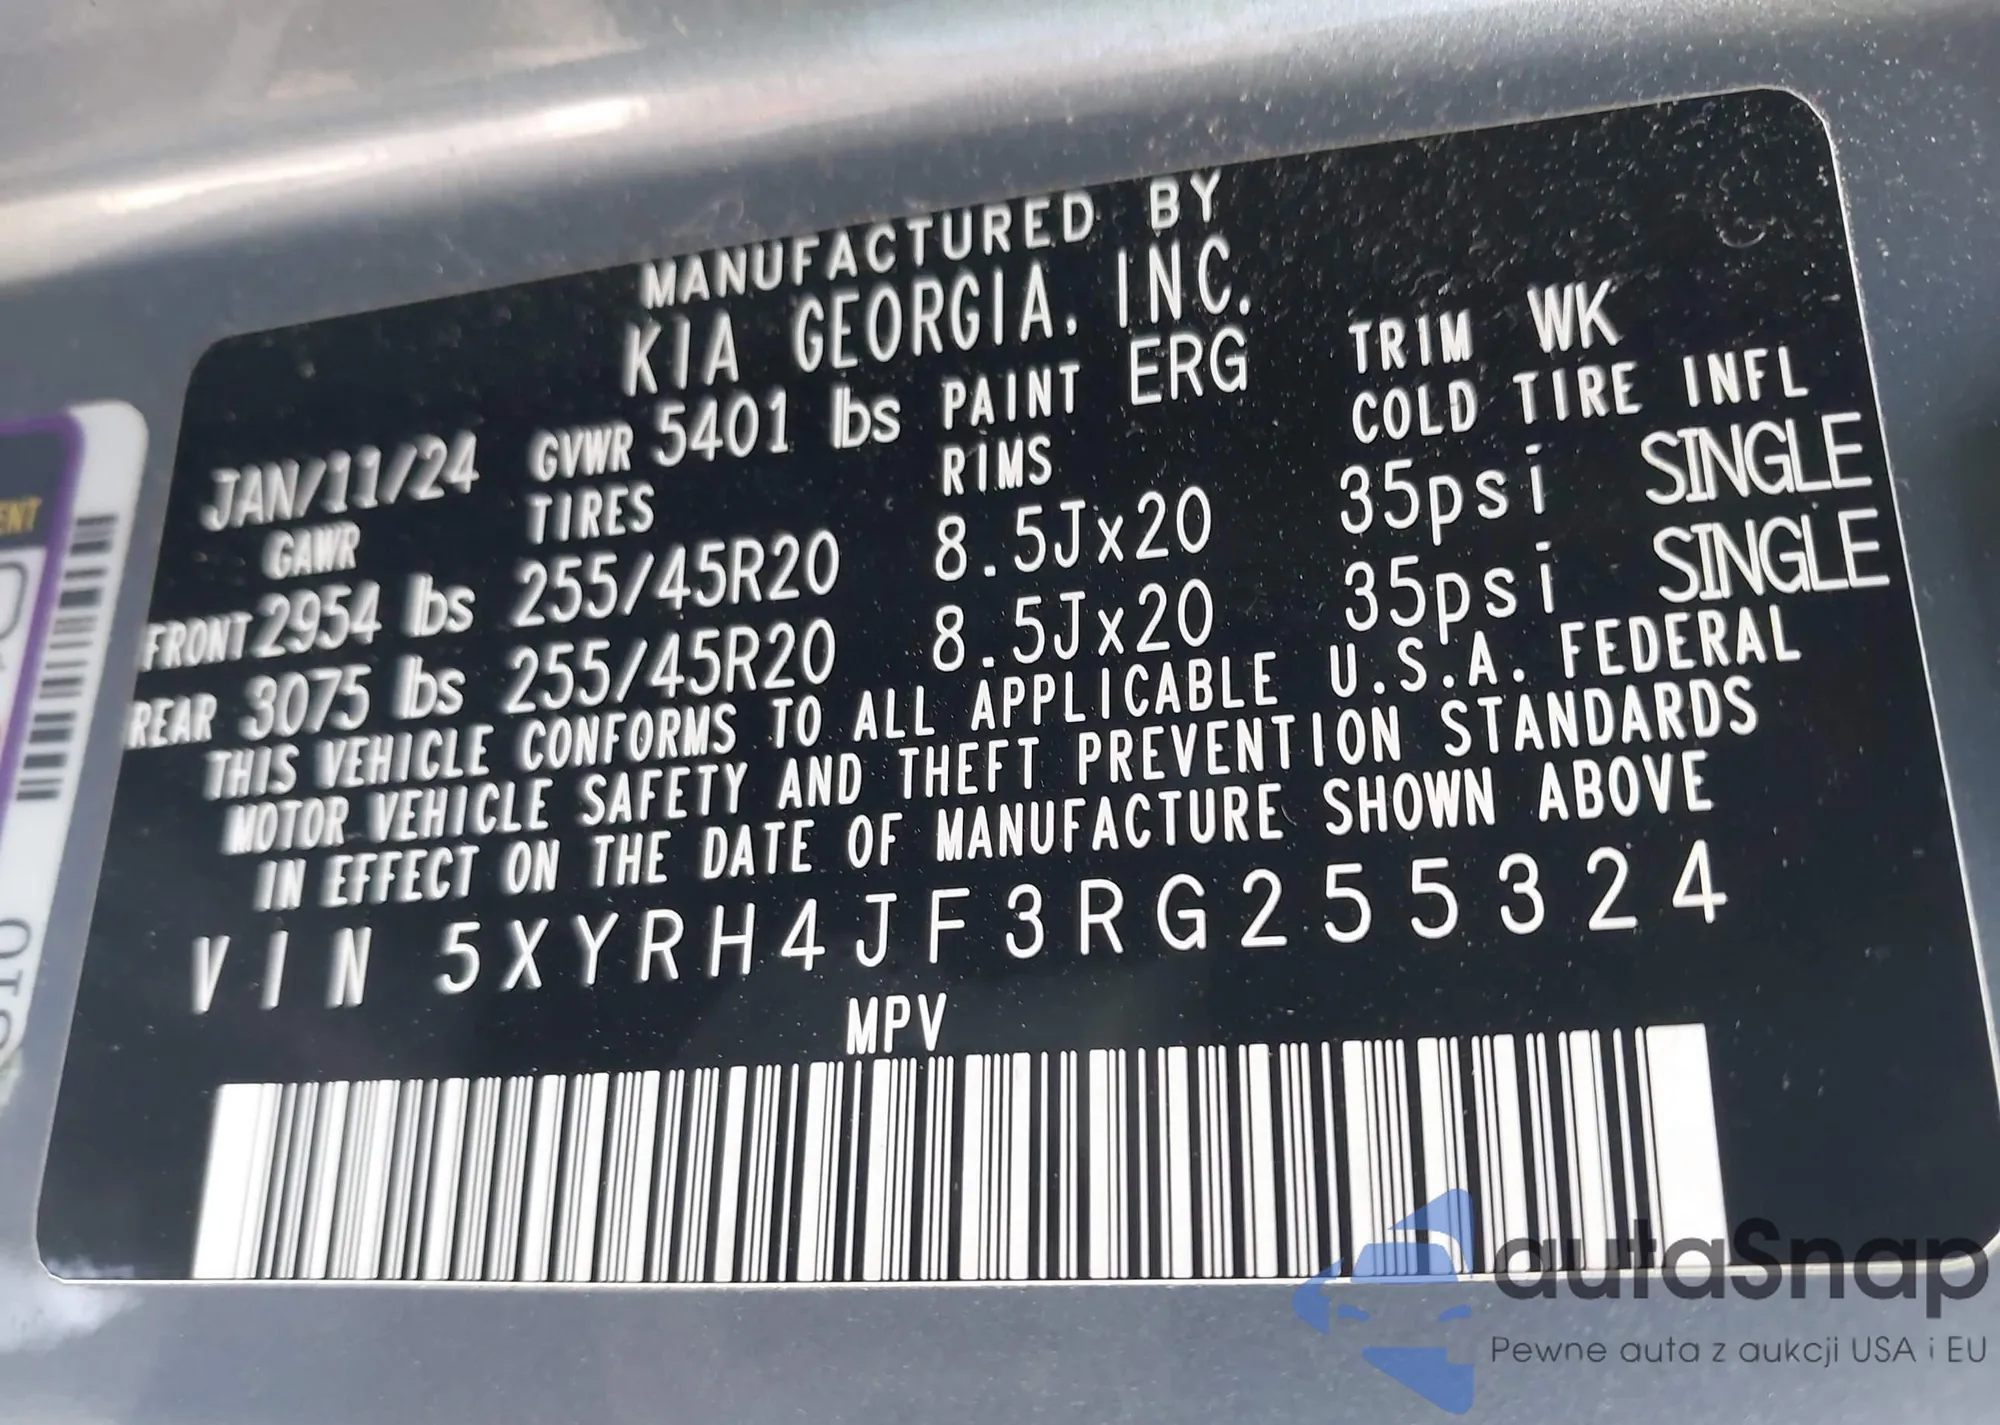 MANUFACTURED BY
KIA GEORGIA, INC.
JAN/11/24 GVWR 5401 lbs PAINT ERG TRIM WK
GAWR TIRES RIMS COLD TIRE INFL
FRONT 2954 lbs 255/45R20 8.5Jx20 35psi SINGLE
REAR 3075 lbs 255/45R20 8.5Jx20 35psi SINGLE
THIS VEHICLE CONFORMS TO ALL APPLICABLE U.S.A. FEDERAL
MOTOR VEHICLE SAFETY AND THEFT PREVENTION STANDARDS
IN EFFECT ON THE DATE OF MANUFACTURE SHOWN ABOVE
VIN 5XYRH4JF3RG255324
MPV
autaSnap
Pewne auta z aukcji USA i EU